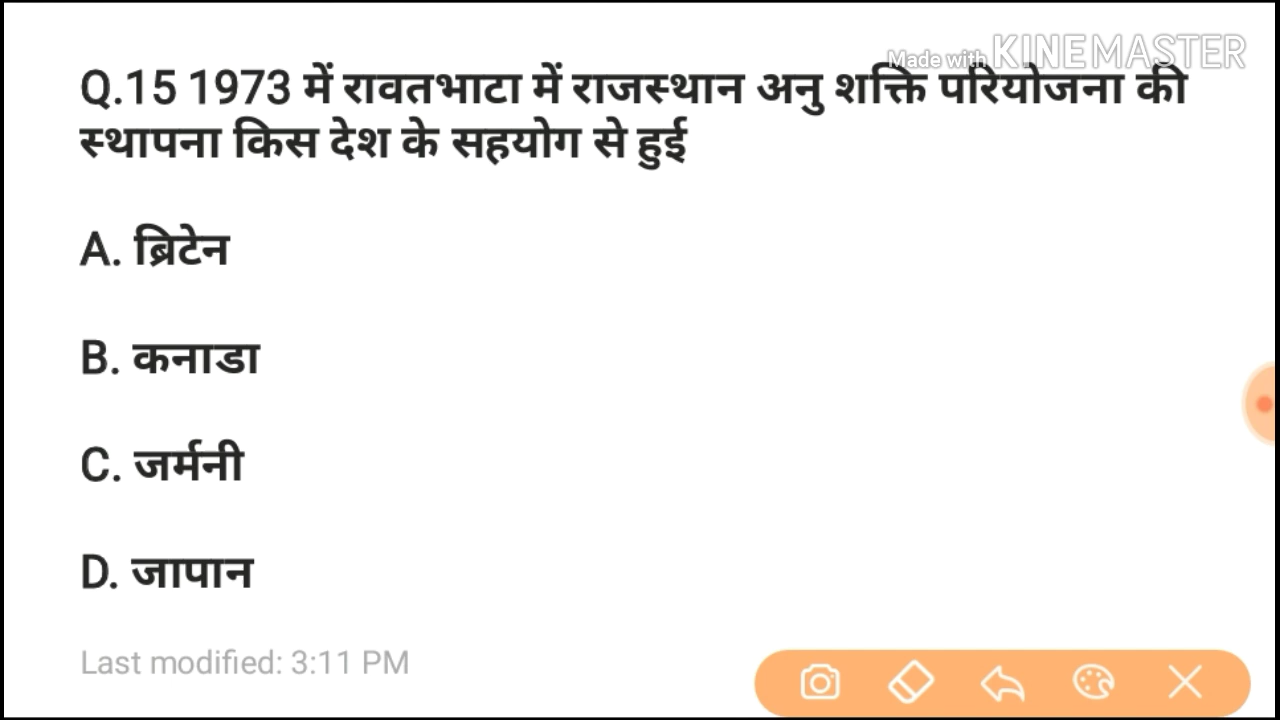 Made with KINEMASTER
Q.15 1973 में रावतभाटा में राजस्थान अनु शक्ति परियोजना की
स्थापना किस देश के सहयोग से हुई
A. ब्रिटेन
B. कनाडा
C. जर्मनी
D. जापान
Last modified: 3:11 PM